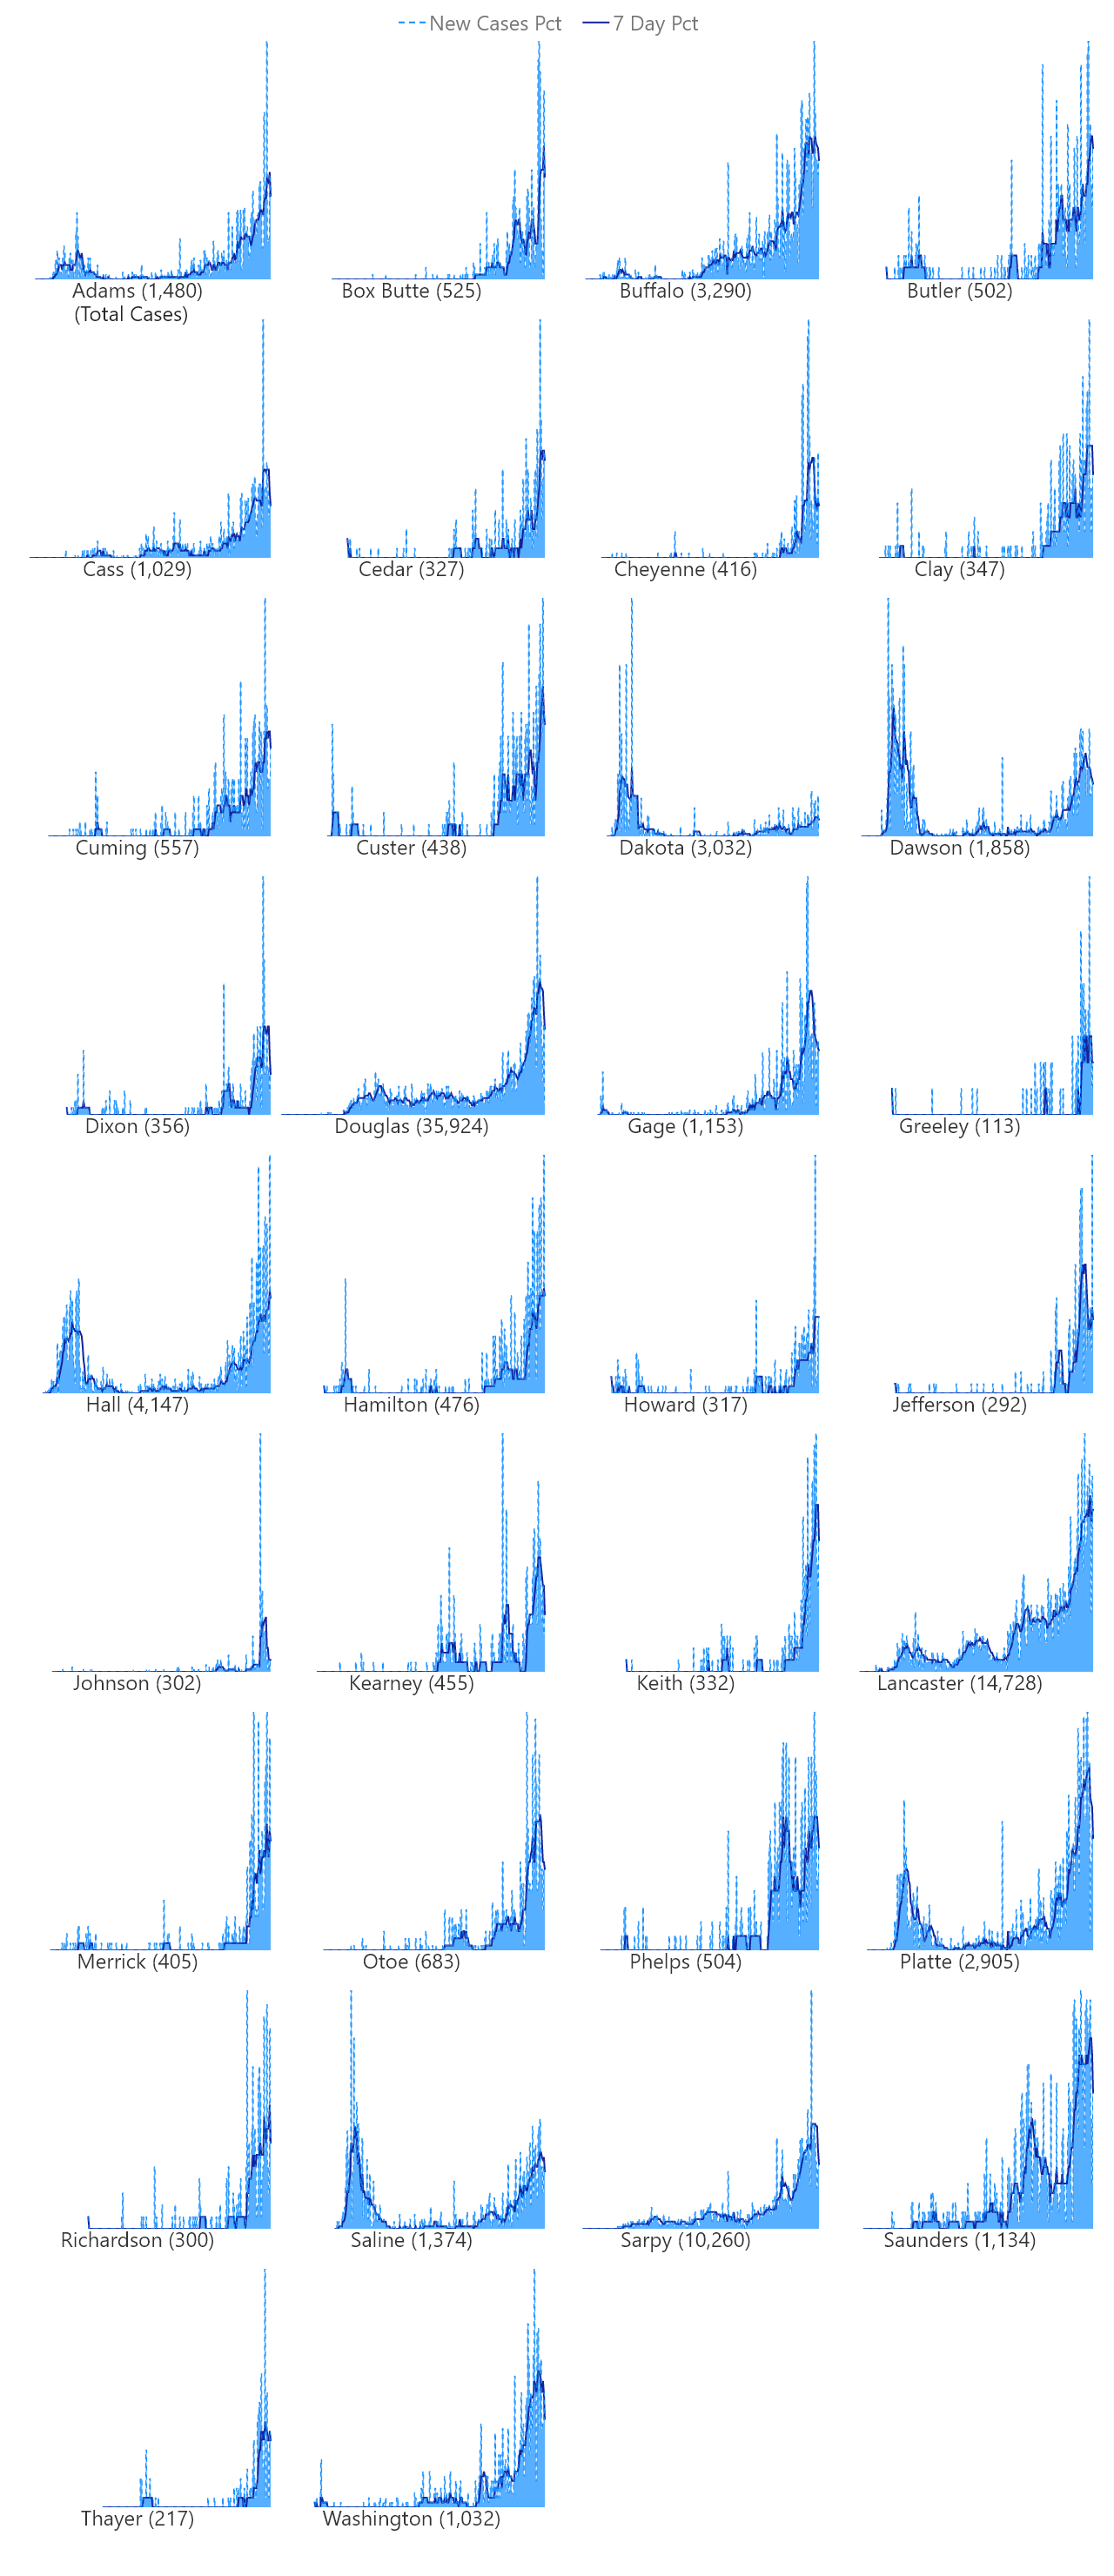 New Cases Pct 7 Day Pct
Adams (1,480) Box Butte (525) Buffalo (3,290) Butler (502)
(Total Cases)
Cass (1,029) Cedar (327) Cheyenne (416) Clay (347)
Cuming (557) Custer (438) Dakota (3,032) Dawson (1,858)
Dixon (356) Douglas (35,924) Gage (1,153) Greeley (113)
Hall (4,147) Hamilton (476) Howard (317) Jefferson (292)
Johnson (302) Kearney (455) Keith (332) Lancaster (14,728)
Merrick (405) Otoe (683) Phelps (504) Platte (2,905)
Richardson (300) Saline (1,374) Sarpy (10,260) Saunders (1,134)
Thayer (217) Washington (1,032)